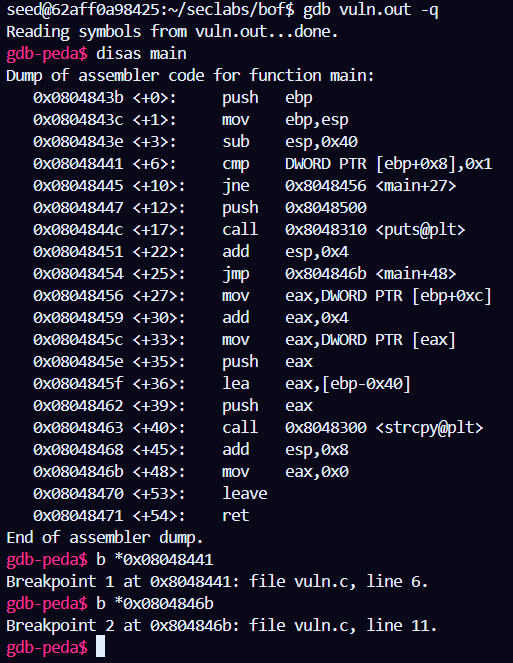 seed@62aff0a98425:~/seclabs/bof$ gdb vuln.out -q
Reading symbols from vuln.out...done.
gdb-peda$ disas main
Dump of assembler code for function main:
   0x0804843b <+0>:     push   ebp
   0x0804843c <+1>:     mov    ebp,esp
   0x0804843e <+3>:     sub    esp,0x40
   0x08048441 <+6>:     cmp    DWORD PTR [ebp+0x8],0x1
   0x08048445 <+10>:    jne    0x8048456 <main+27>
   0x08048447 <+12>:    push   0x8048500
   0x0804844c <+17>:    call   0x8048310 <puts@plt>
   0x08048451 <+22>:    add    esp,0x4
   0x08048454 <+25>:    jmp    0x804846b <main+48>
   0x08048456 <+27>:    mov    eax,DWORD PTR [ebp+0xc]
   0x08048459 <+30>:    add    eax,0x4
   0x0804845c <+33>:    mov    eax,DWORD PTR [eax]
   0x0804845e <+35>:    push   eax
   0x0804845f <+36>:    lea    eax,[ebp-0x40]
   0x08048462 <+39>:    push   eax
   0x08048463 <+40>:    call   0x8048300 <strcpy@plt>
   0x08048468 <+45>:    add    esp,0x8
   0x0804846b <+48>:    mov    eax,0x0
   0x08048470 <+53>:    leave
   0x08048471 <+54>:    ret
End of assembler dump.
gdb-peda$ b *0x08048441
Breakpoint 1 at 0x8048441: file vuln.c, line 6.
gdb-peda$ b *0x0804846b
Breakpoint 2 at 0x804846b: file vuln.c, line 11.
gdb-peda$